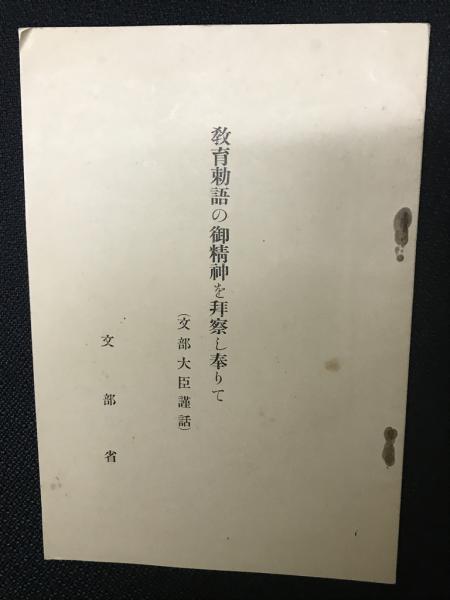 教育勅語の御精神を拝察し奉りて
(文部大臣謹話)
文部省